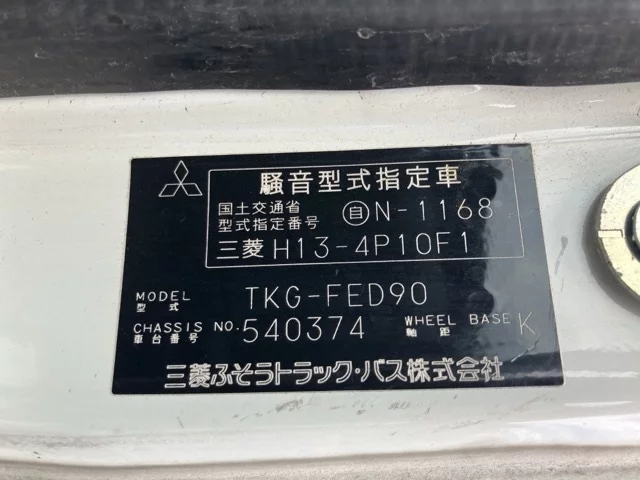 騒音型式指定車
国土交通省
型式指定番号 自N-1168
三菱 H13-4P10F1
MODEL
型式 TKG-FED90
CHASSIS NO.
車台番号 540374
WHEEL BASE
軸距 K
三菱ふそうトラック・バス株式会社